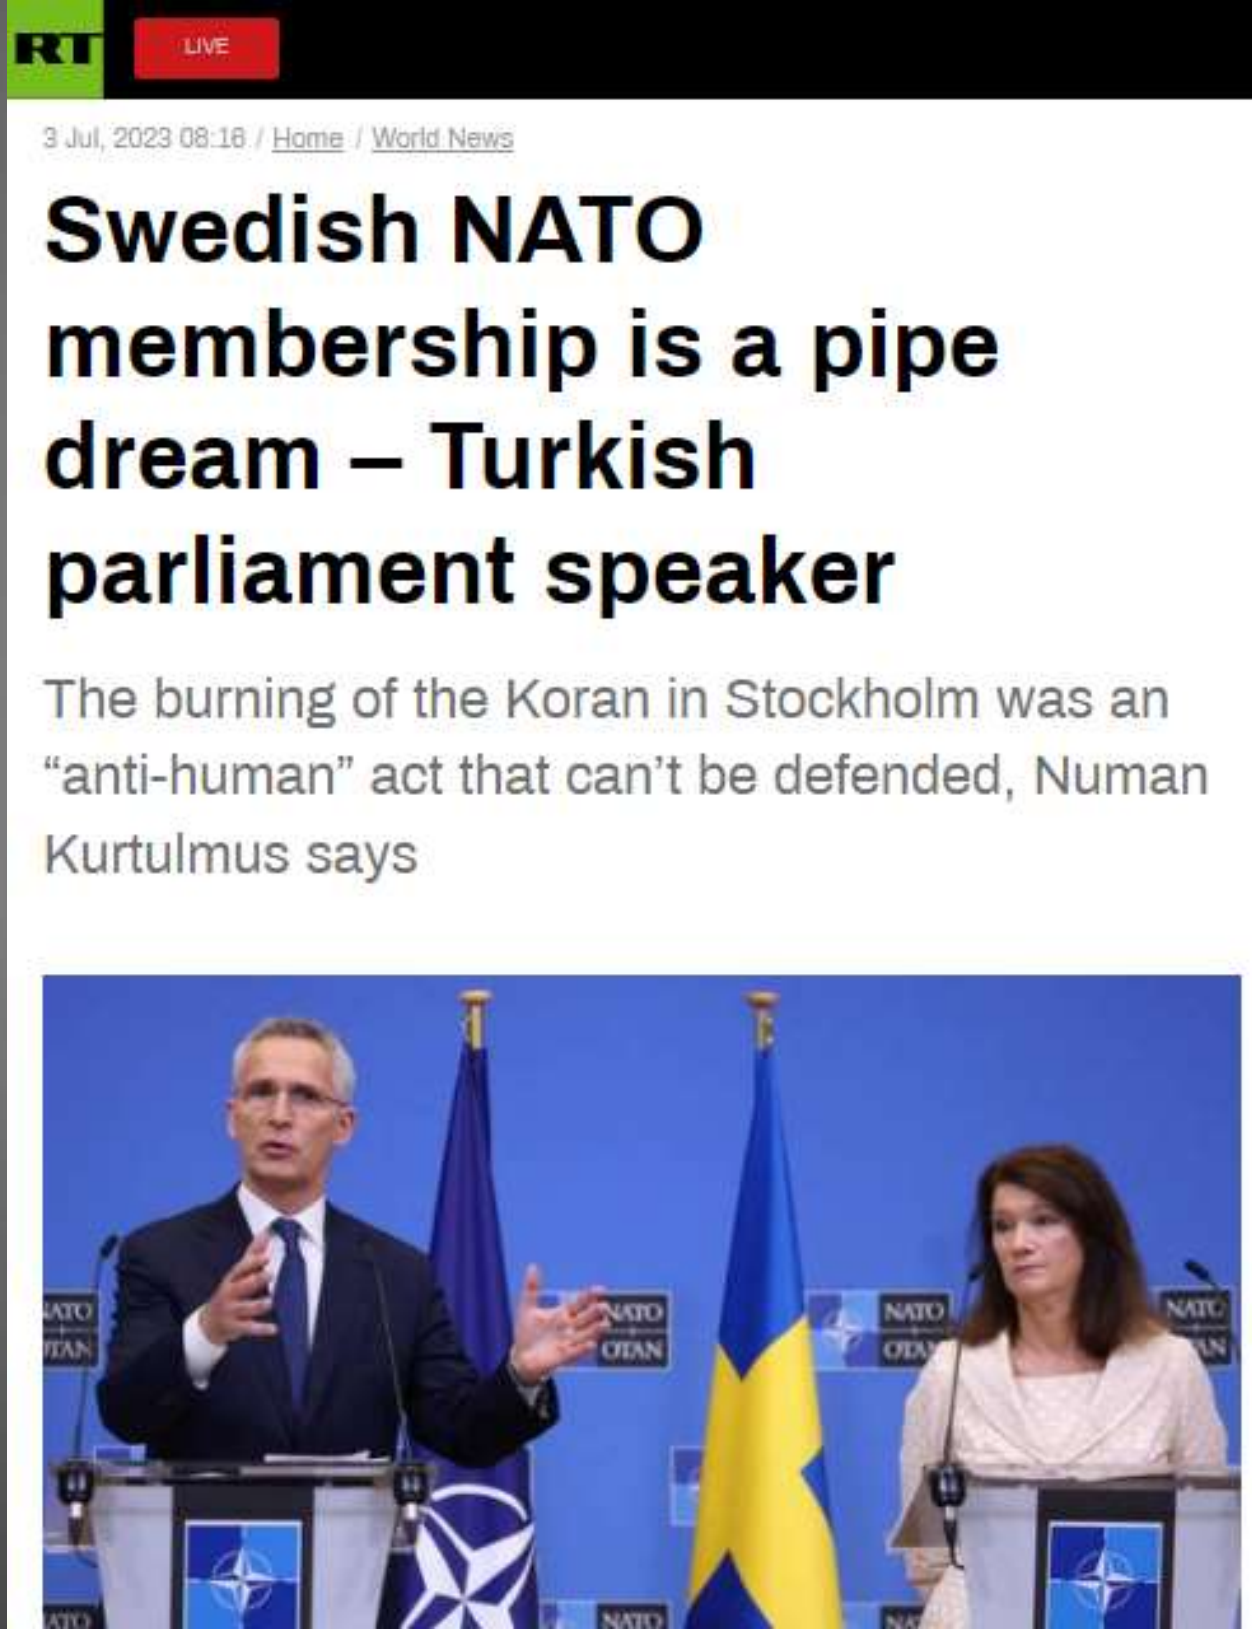 RT
LIVE
3 Jul, 2023 08:16 / Home / World News
Swedish NATO
membership is a pipe
dream – Turkish
parliament speaker
The burning of the Koran in Stockholm was an
“anti-human” act that can’t be defended, Numan
Kurtulmus says
NATO
OTAN
NATO
NATO
NATO